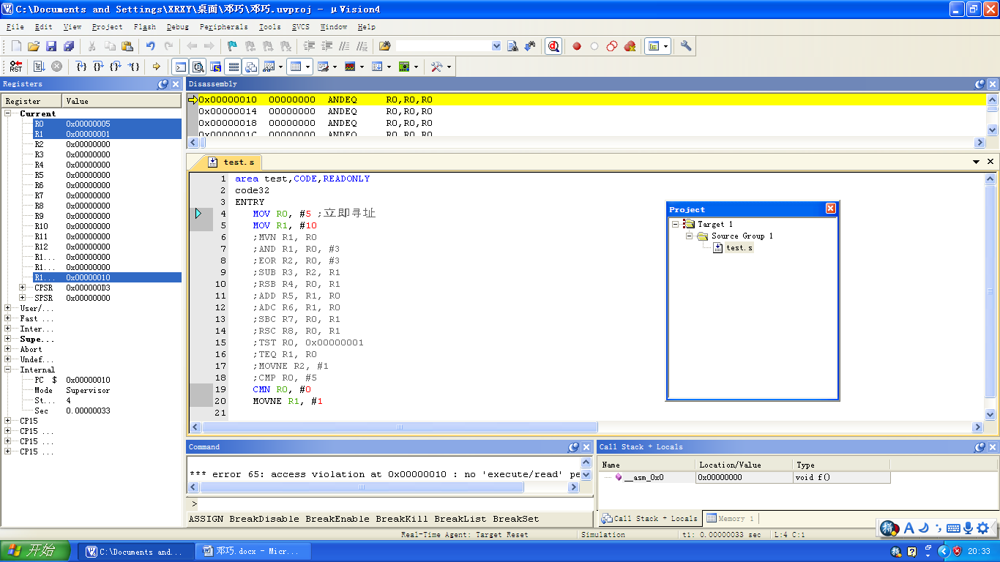 C:\Documents and Settings\XRXY\桌面\邓巧\邓巧.uvproj - μVision4
File Edit View Project Flash Debug Peripherals Tools SVCS Window Help
RST
Registers
Register Value
Current
R0 0x00000005
R1 0x00000001
R2 0x00000000
R3 0x00000000
R4 0x00000000
R5 0x00000000
R6 0x00000000
R7 0x00000000
R8 0x00000000
R9 0x00000000
R10 0x00000000
R11 0x00000000
R12 0x00000000
R1... 0x00000000
R1... 0x00000000
R1... 0x00000010
CPSR 0x000000D3
SPSR 0x00000000
User/...
Fast ...
Inter...
Supe...
Abort
Undef...
Internal
PC $ 0x00000010
Mode Supervisor
St... 4
Sec 0.00000033
CP15
CP15 ...
CP15 ...
CP15 ...
Disassembly
0x00000010 00000000 ANDEQ R0,R0,R0
0x00000014 00000000 ANDEQ R0,R0,R0
0x00000018 00000000 ANDEQ R0,R0,R0
0x0000001C 00000000 ANDEQ R0,R0,R0
test.s
1 area test,CODE,READONLY
2 code32
3 ENTRY
4 MOV R0, #5 ;立即寻址
5 MOV R1, #10
6 ;MVN R1, R0
7 ;AND R1, R0, #3
8 ;EOR R2, R0, #3
9 ;SUB R3, R2, R1
10 ;RSB R4, R0, R1
11 ;ADD R5, R1, R0
12 ;ADC R6, R1, R0
13 ;SBC R7, R0, R1
14 ;RSC R8, R0, R1
15 ;TST R0, 0x00000001
16 ;TEQ R1, R0
17 ;MOVNE R2, #1
18 ;CMP R0, #5
19 CMN R0, #0
20 MOVNE R1, #1
21
Project
Target 1
Source Group 1
test.s
Command
*** error 65: access violation at 0x00000010 : no 'execute/read' pe
>
ASSIGN BreakDisable BreakEnable BreakKill BreakList BreakSet
Call Stack + Locals
Name Location/Value Type
__asm_0x0 0x00000000 void f()
Call Stack + Locals Memory 1
Real-Time Agent: Target Reset Simulation t1: 0.00000033 sec L:4 C:1
开始 C:\Documents and... 邓巧.docx - Micr... 20:33